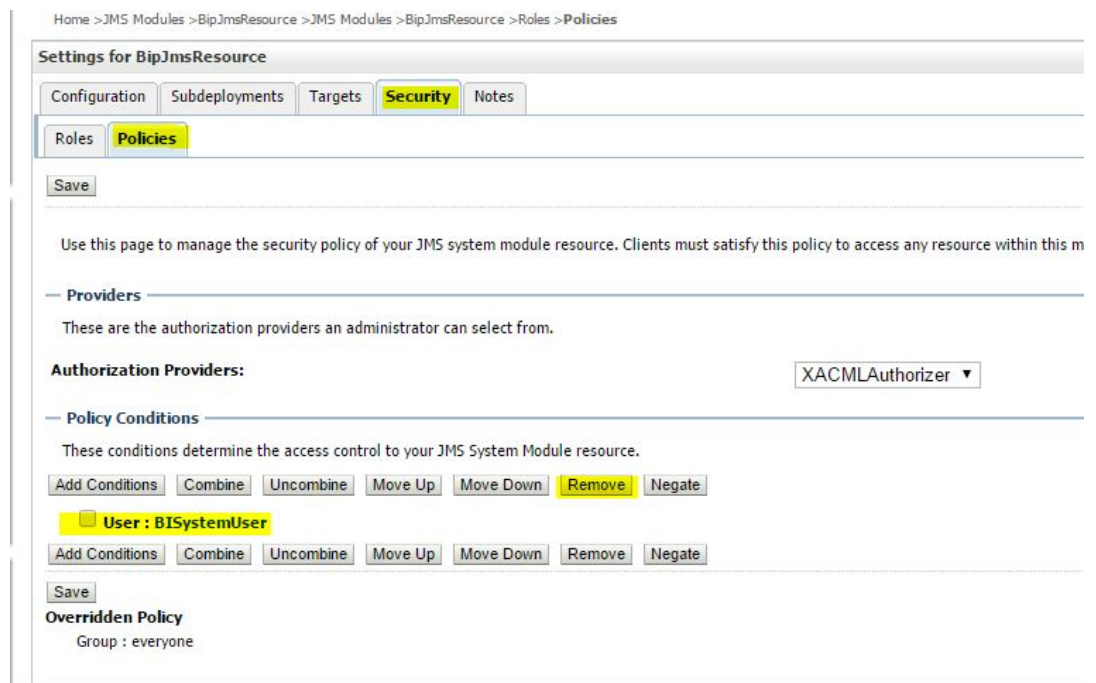 Home >JMS Modules >BipJmsResource >JMS Modules >BipJmsResource >Roles >Policies
Settings for BipJmsResource
Configuration Subdeployments Targets Security Notes
Roles Policies
Save
Use this page to manage the security policy of your JMS system module resource. Clients must satisfy this policy to access any resource within this m
Providers
These are the authorization providers an administrator can select from.
Authorization Providers: XACMLAuthorizer
Policy Conditions
These conditions determine the access control to your JMS System Module resource.
Add Conditions Combine Uncombine Move Up Move Down Remove Negate
User : BISystemUser
Add Conditions Combine Uncombine Move Up Move Down Remove Negate
Save
Overridden Policy
Group : everyone